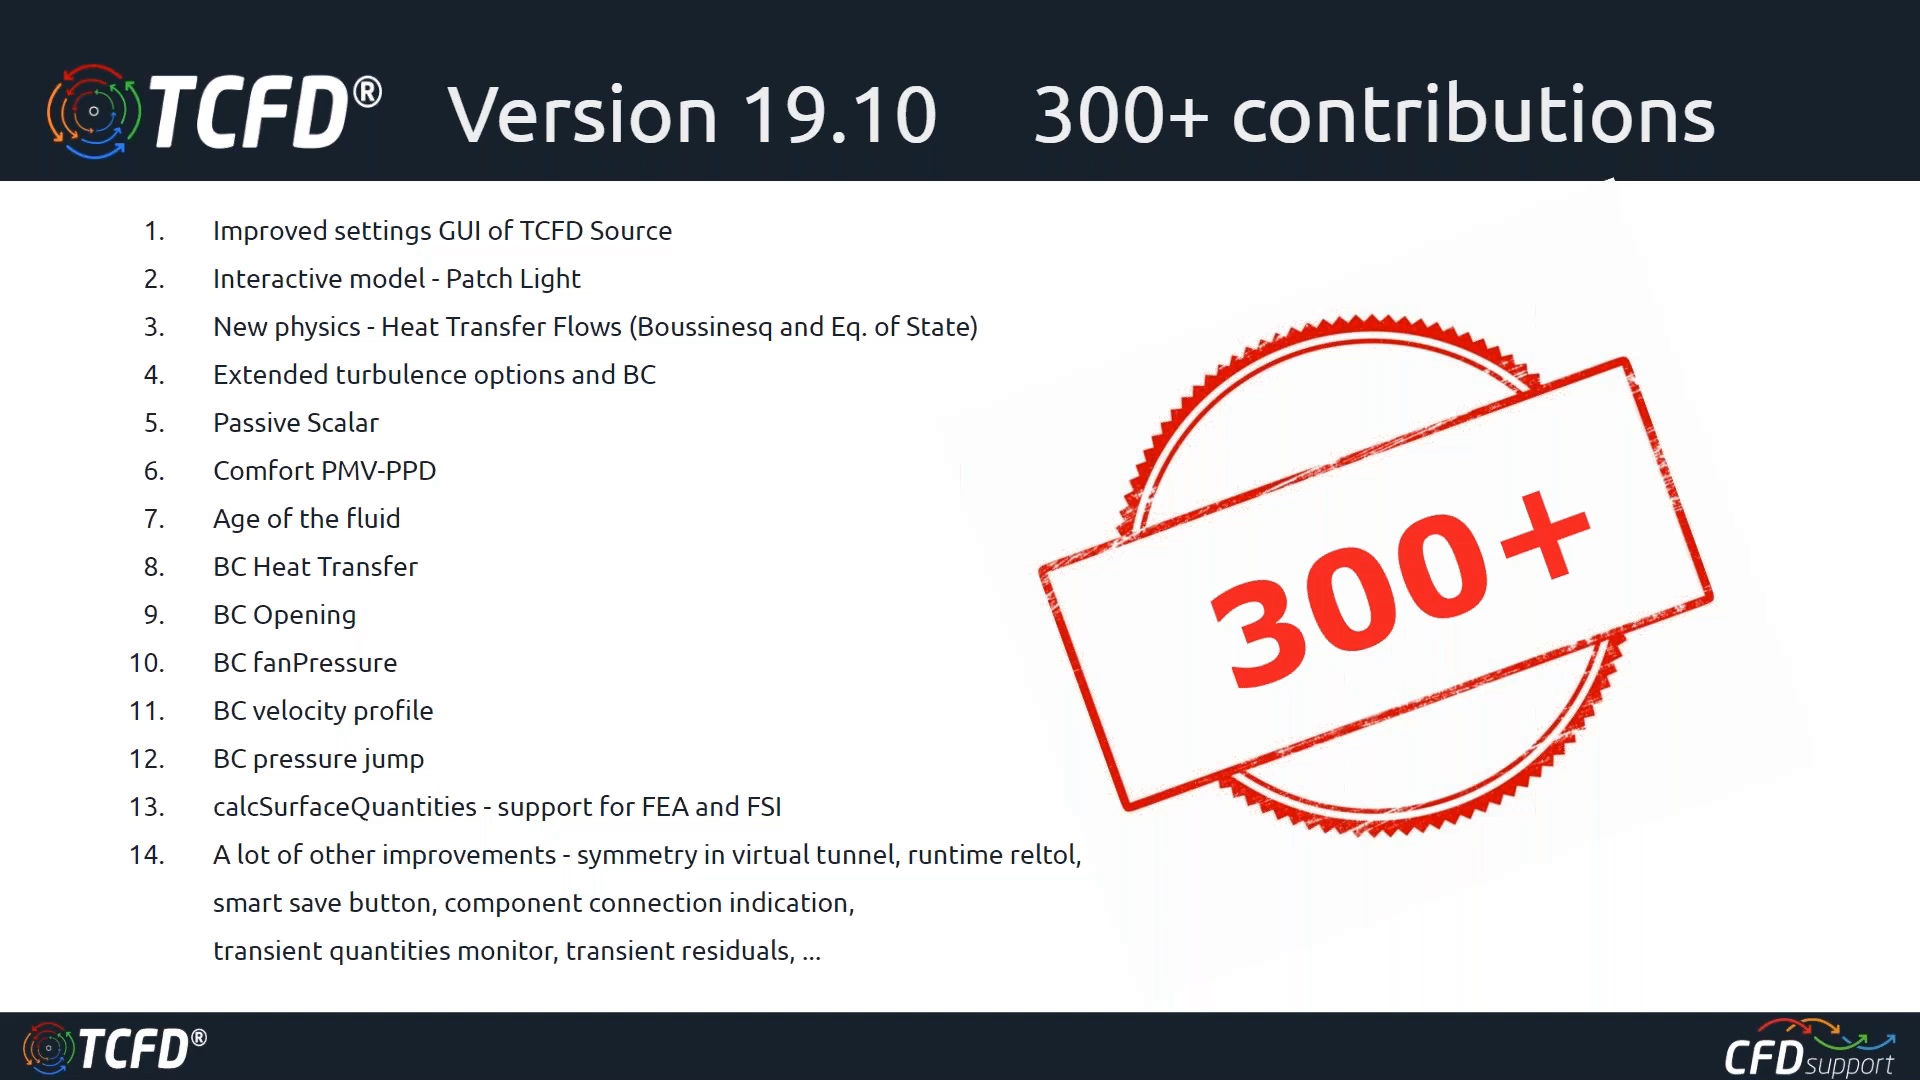 TCFD® Version 19.10 300+ contributions
1. Improved settings GUI of TCFD Source
2. Interactive model - Patch Light
3. New physics - Heat Transfer Flows (Boussinesq and Eq. of State)
4. Extended turbulence options and BC
5. Passive Scalar
6. Comfort PMV-PPD
7. Age of the fluid
8. BC Heat Transfer
9. BC Opening
10. BC fanPressure
11. BC velocity profile
12. BC pressure jump
13. calcSurfaceQuantities - support for FEA and FSI
14. A lot of other improvements - symmetry in virtual tunnel, runtime reltol,
smart save button, component connection indication,
transient quantities monitor, transient residuals, ...
300+
TCFD®
CFDsupport